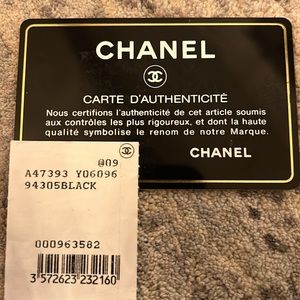 CHANEL
CARTE D'AUTHENTICITÉ
Nous certifions l'authenticité de cet article soumis
aux contrôles les plus rigoureux, et dont la haute
qualité symbolise le renom de notre Marque.
CHANEL
@09
A47393 Y06096
94305BLACK
000963582
3 572623 232160